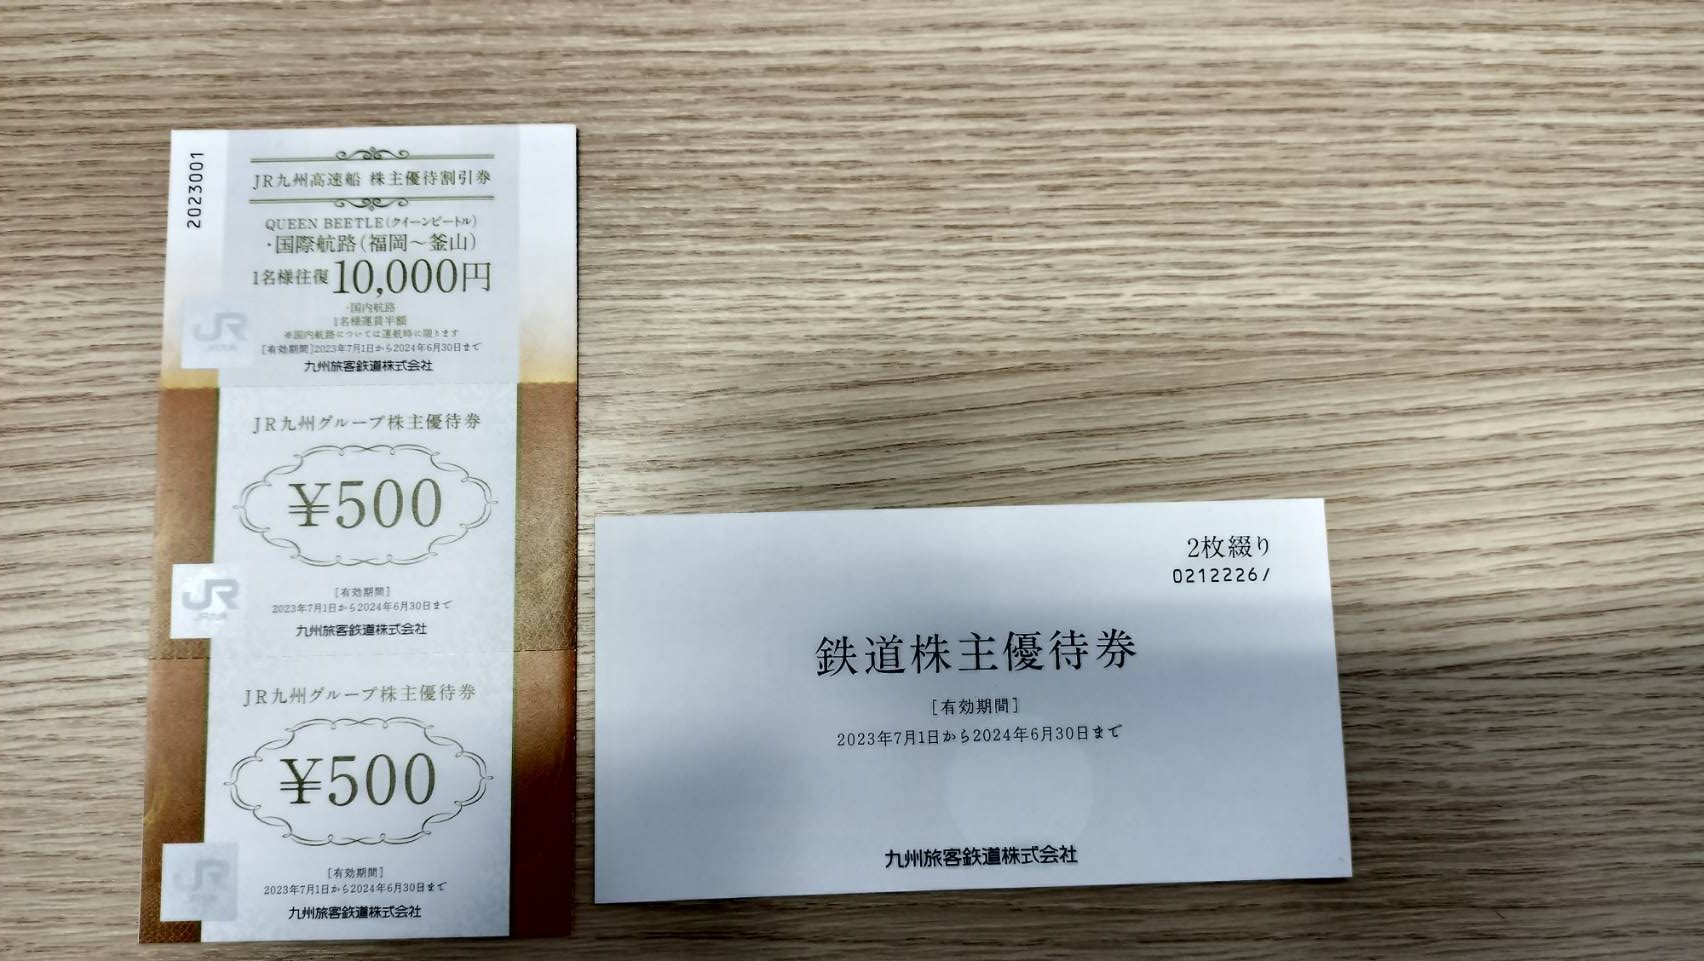 2023001
JR九州高速船 株主優待割引券
QUEEN BEETLE(クイーンビートル)
・国際航路(福岡～釜山)
1名様往復10,000円
・国内航路
1名様運賃半額
※国内航路については運航時に限ります
[有効期間]2023年7月1日から2024年6月30日まで
九州旅客鉄道株式会社
JR
JR九州
JR九州グループ株主優待券
¥500
[有効期間]
2023年7月1日から2024年6月30日まで
九州旅客鉄道株式会社
JR
JR九州
JR九州グループ株主優待券
¥500
[有効期間]
2023年7月1日から2024年6月30日まで
九州旅客鉄道株式会社
JR
2枚綴り
0212226/
鉄道株主優待券
[有効期間]
2023年7月1日から2024年6月30日まで
九州旅客鉄道株式会社